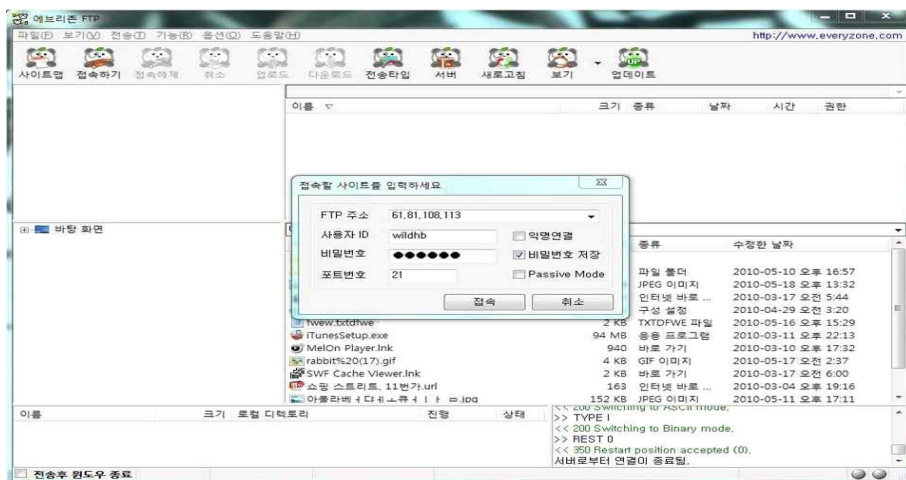 에브리존 FTP
파일(F) 보기(V) 전송(T) 기능(R) 옵션(O) 도움말(H) http://www.everyzone.com
사이트맵 접속하기 접속해제 취소 업로드 다운로드 전송타입 서버 새로고침 보기 업데이트
이름 크기 종류 날짜 시간 권한
접속할 사이트를 입력하세요
FTP 주소 61,81,108,113
사용자 ID wildhb 익명연결
비밀번호 ●●●●●● 비밀번호 저장
포트번호 21 Passive Mode
접속 취소
바탕 화면
종류 수정한 날짜
파일 폴더 2010-05-10 오후 16:57
JPEG 이미지 2010-05-18 오후 13:32
인터넷 바로 ... 2010-03-17 오전 5:44
구성 설정 2010-04-29 오전 3:20
fwew.txtdfwe 2 KB TXTDFWE 파일 2010-05-16 오후 15:29
iTunesSetup.exe 94 MB 응용 프로그램 2010-03-11 오후 22:13
MelOn Player.lnk 940 바로 가기 2010-03-10 오후 17:32
rabbit%20(17).gif 4 KB GIF 이미지 2010-05-17 오전 2:37
SWF Cache Viewer.lnk 2 KB 바로 가기 2010-03-17 오전 6:00
쇼핑 스트리트, 11번가.url 163 인터넷 바로 ... 2010-03-04 오후 19:16
152 KB JPEG 이미지 2010-05-11 오후 17:11
이름 크기 로컬 디렉토리 진행 상태
<< 200 Switching to ASCII mode,
>> TYPE I
<< 200 Switching to Binary mode,
>> REST 0
<< 350 Restart position accepted (0),
서버로부터 연결이 종료됨,
전송후 윈도우 종료